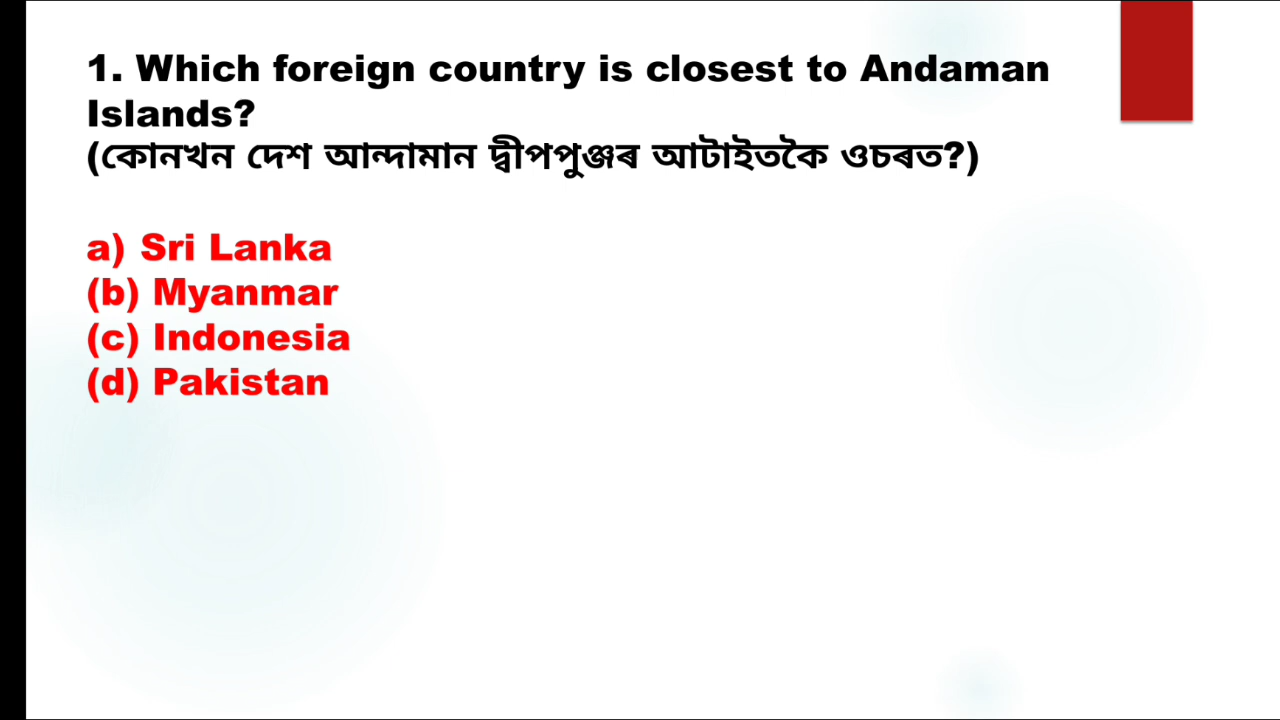 1. Which foreign country is closest to Andaman
Islands?
(কোনখন দেশ আন্দামান দ্বীপপুঞ্জৰ আটাইতকৈ ওচৰত?)
a) Sri Lanka
(b) Myanmar
(c) Indonesia
(d) Pakistan